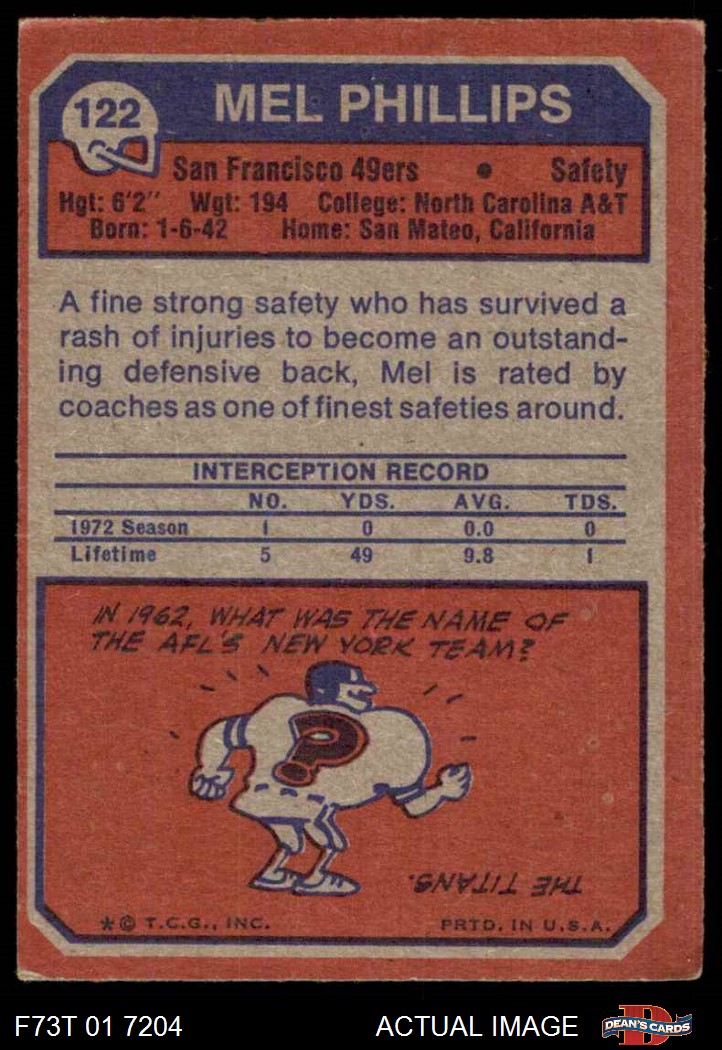 122
MEL PHILLIPS
San Francisco 49ers • Safety
Hgt: 6'2" Wgt: 194 College: North Carolina A&T
Born: 1-6-42 Home: San Mateo, California
A fine strong safety who has survived a
rash of injuries to become an outstand-
ing defensive back, Mel is rated by
coaches as one of finest safeties around.
INTERCEPTION RECORD
NO. YDS. AVG. TDS.
1972 Season 1 0 0.0 0
Lifetime 5 49 9.8 1
IN 1962, WHAT WAS THE NAME OF
THE AFL'S NEW YORK TEAM?
?
THE TITANS.
*© T.C.G., INC. PRTD. IN U.S.A.
F73T 01 7204 ACTUAL IMAGE D DEAN'S CARDS